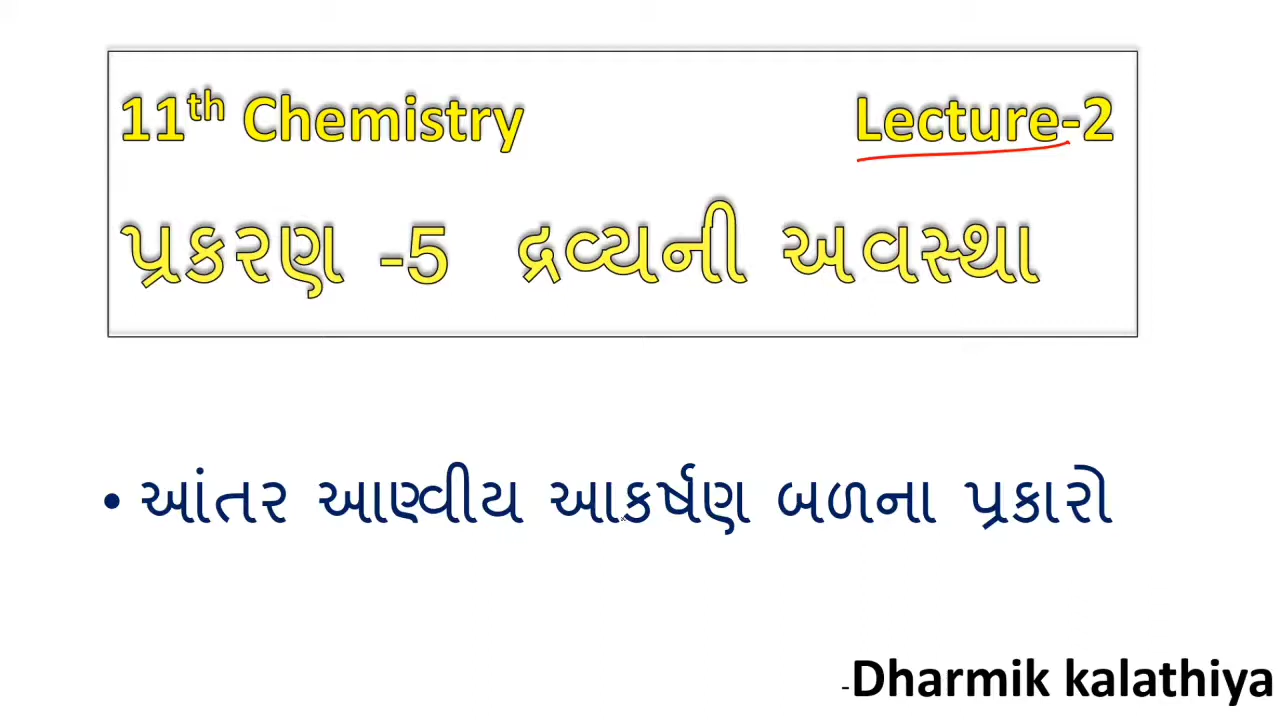 11th Chemistry Lecture-2
પ્રકરણ -5 દ્રવ્યની અવસ્થા
• આંતર આણ્વીય આકર્ષણ બળના પ્રકારો
-Dharmik kalathiya